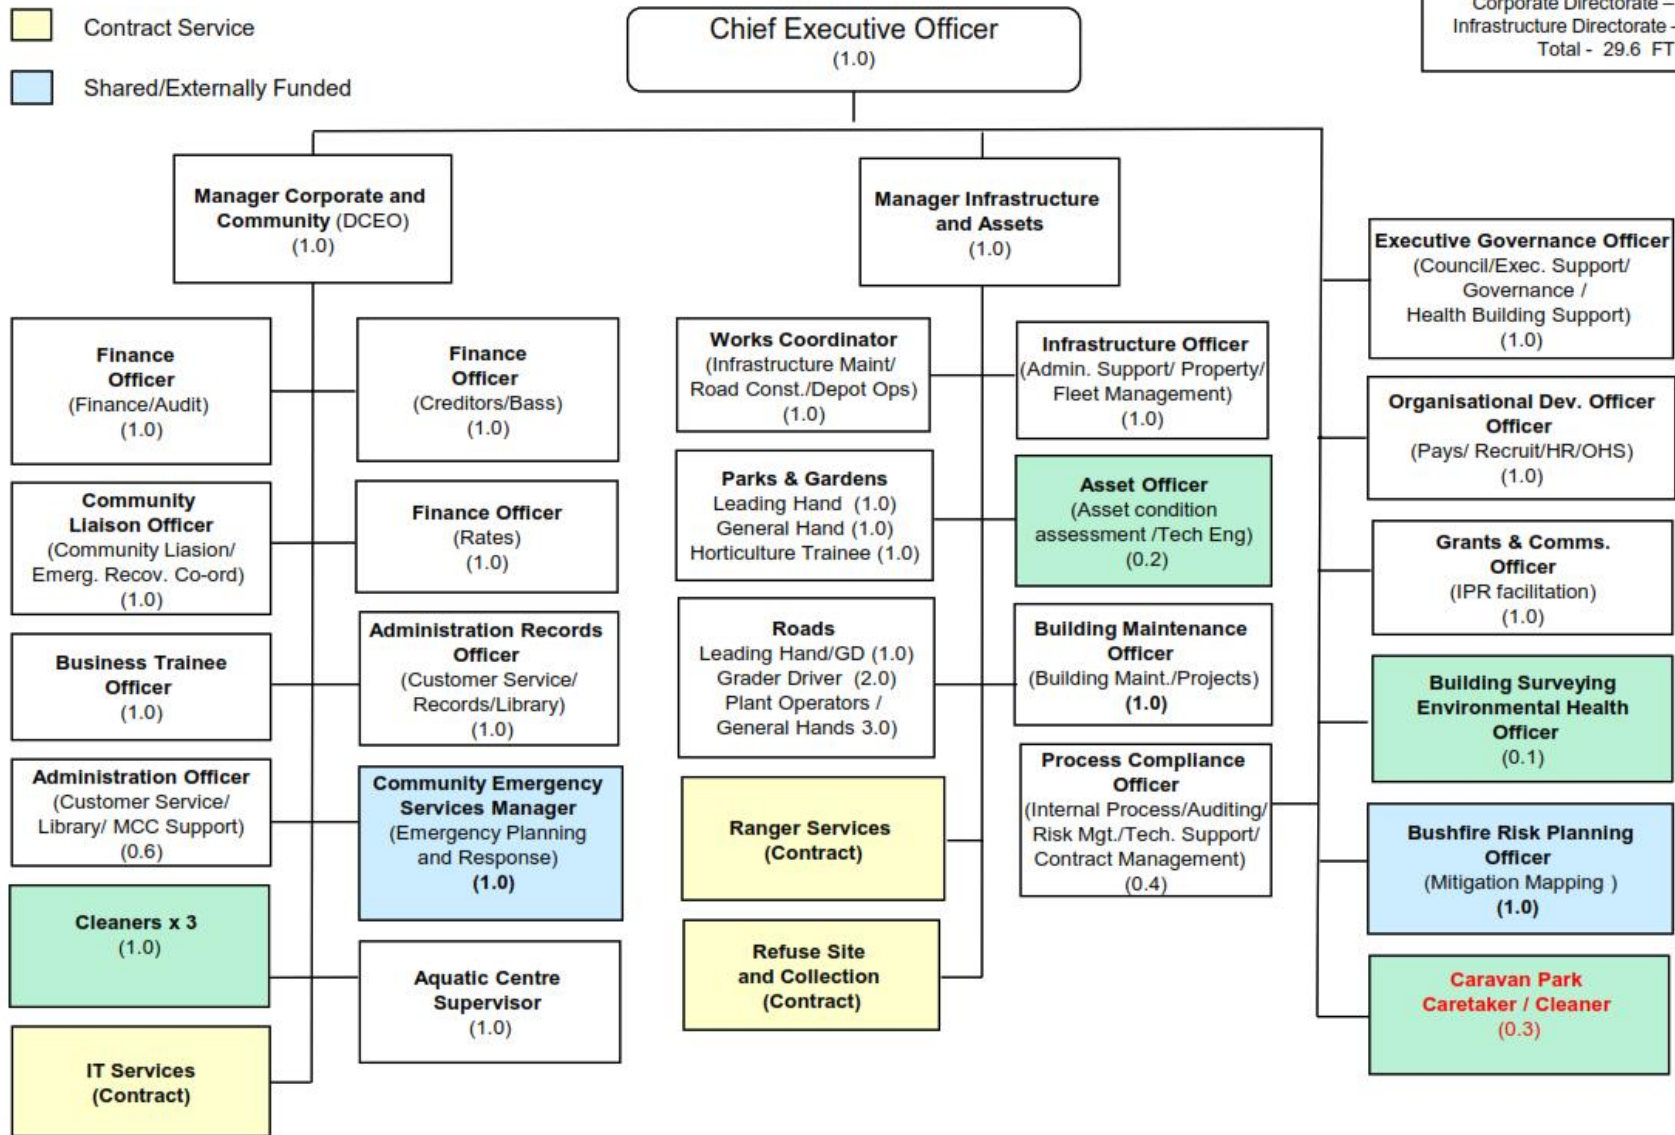 Contract Service
Shared/Externally Funded
Chief Executive Officer
(1.0)
Corporate Directorate –
Infrastructure Directorate -
Total - 29.6 FT
Manager Corporate and
Community (DCEO)
(1.0)
Manager Infrastructure
and Assets
(1.0)
Finance
Officer
(Finance/Audit)
(1.0)
Finance
Officer
(Creditors/Bass)
(1.0)
Community
Liaison Officer
(Community Liasion/
Emerg. Recov. Co-ord)
(1.0)
Finance Officer
(Rates)
(1.0)
Business Trainee
Officer
(1.0)
Administration Records
Officer
(Customer Service/
Records/Library)
(1.0)
Administration Officer
(Customer Service/
Library/ MCC Support)
(0.6)
Community Emergency
Services Manager
(Emergency Planning
and Response)
(1.0)
Cleaners x 3
(1.0)
Aquatic Centre
Supervisor
(1.0)
IT Services
(Contract)
Works Coordinator
(Infrastructure Maint/
Road Const./Depot Ops)
(1.0)
Infrastructure Officer
(Admin. Support/ Property/
Fleet Management)
(1.0)
Parks & Gardens
Leading Hand (1.0)
General Hand (1.0)
Horticulture Trainee (1.0)
Asset Officer
(Asset condition
assessment /Tech Eng)
(0.2)
Roads
Leading Hand/GD (1.0)
Grader Driver (2.0)
Plant Operators /
General Hands 3.0)
Building Maintenance
Officer
(Building Maint./Projects)
(1.0)
Ranger Services
(Contract)
Process Compliance
Officer
(Internal Process/Auditing/
Risk Mgt./Tech. Support/
Contract Management)
(0.4)
Refuse Site
and Collection
(Contract)
Executive Governance Officer
(Council/Exec. Support/
Governance /
Health Building Support)
(1.0)
Organisational Dev. Officer
Officer
(Pays/ Recruit/HR/OHS)
(1.0)
Grants & Comms.
Officer
(IPR facilitation)
(1.0)
Building Surveying
Environmental Health
Officer
(0.1)
Bushfire Risk Planning
Officer
(Mitigation Mapping )
(1.0)
Caravan Park
Caretaker / Cleaner
(0.3)